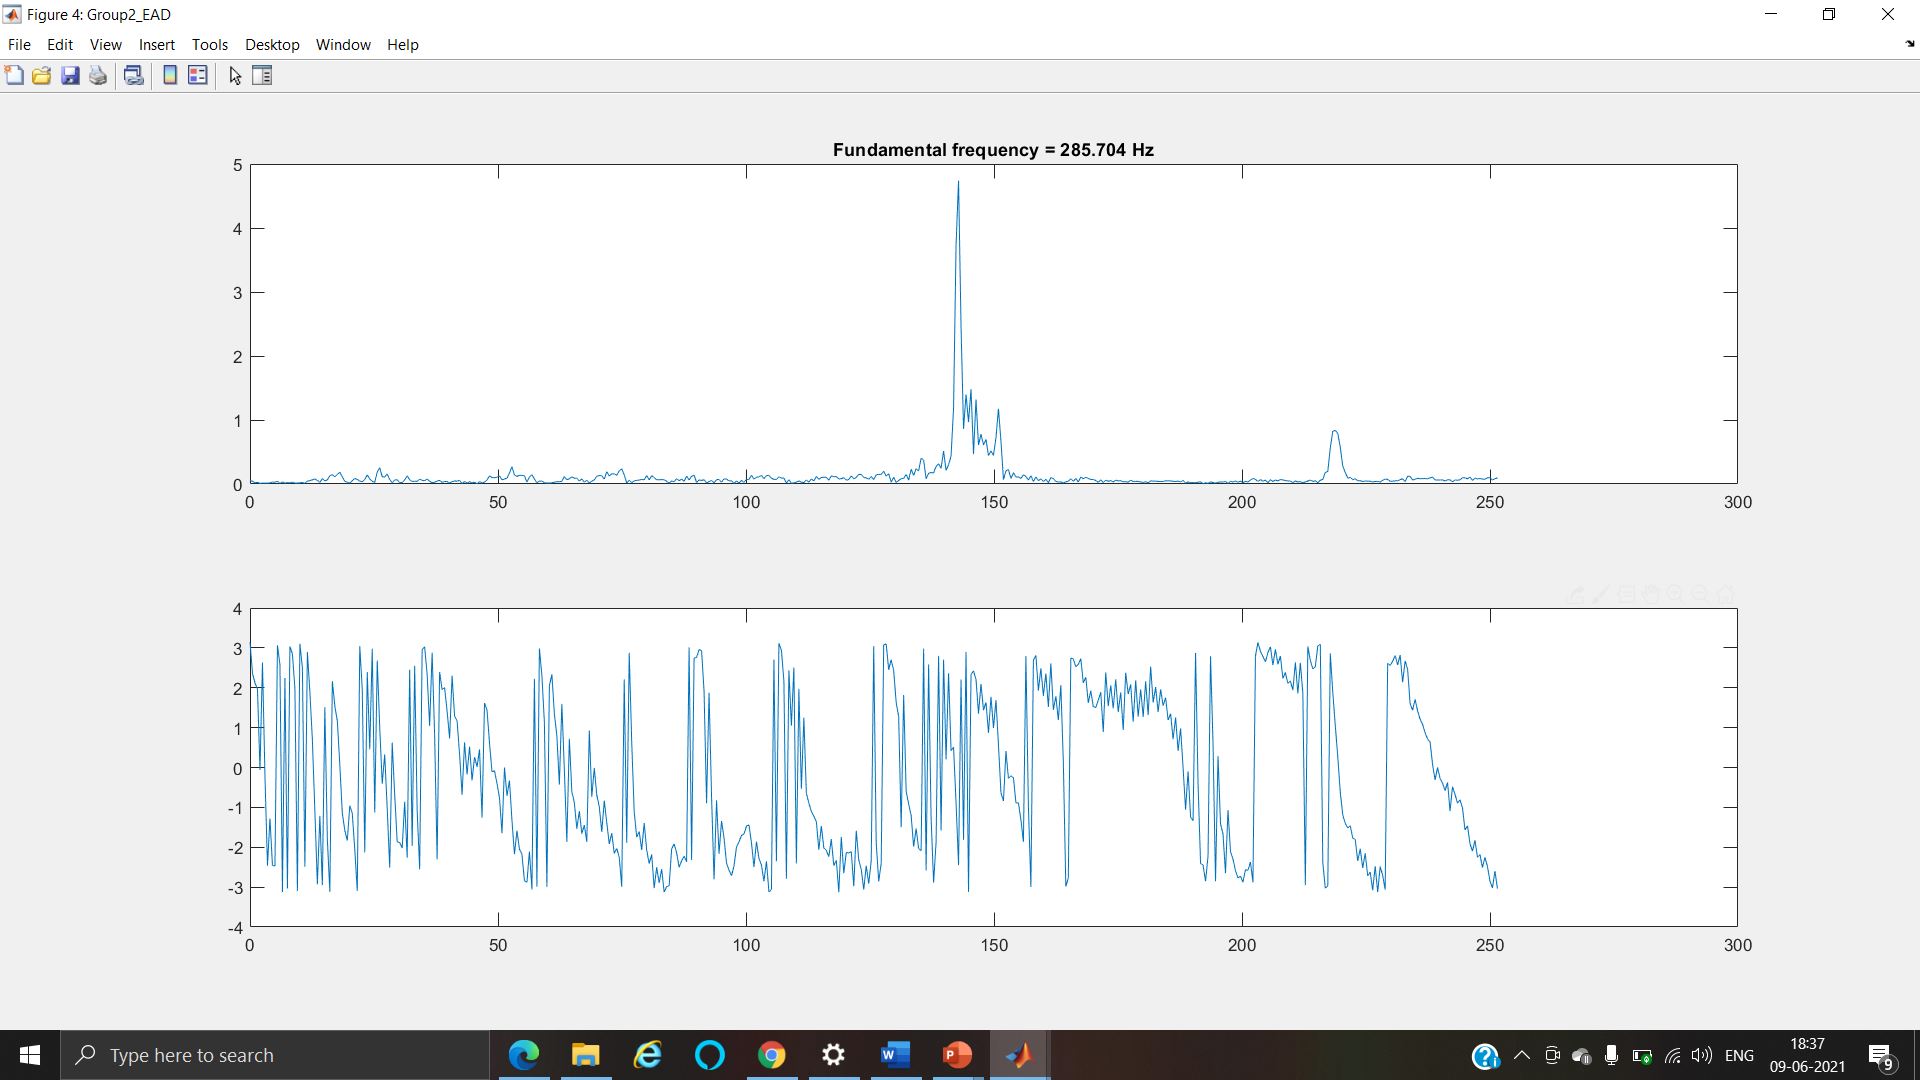 Figure 4: Group2_EAD
File Edit View Insert Tools Desktop Window Help
Fundamental frequency = 285.704 Hz
5
4
3
2
1
0
0 50 100 150 200 250 300
4
3
2
1
0
-1
-2
-3
-4
0 50 100 150 200 250 300
Type here to search
W
P
ENG
18:37
09-06-2021
9